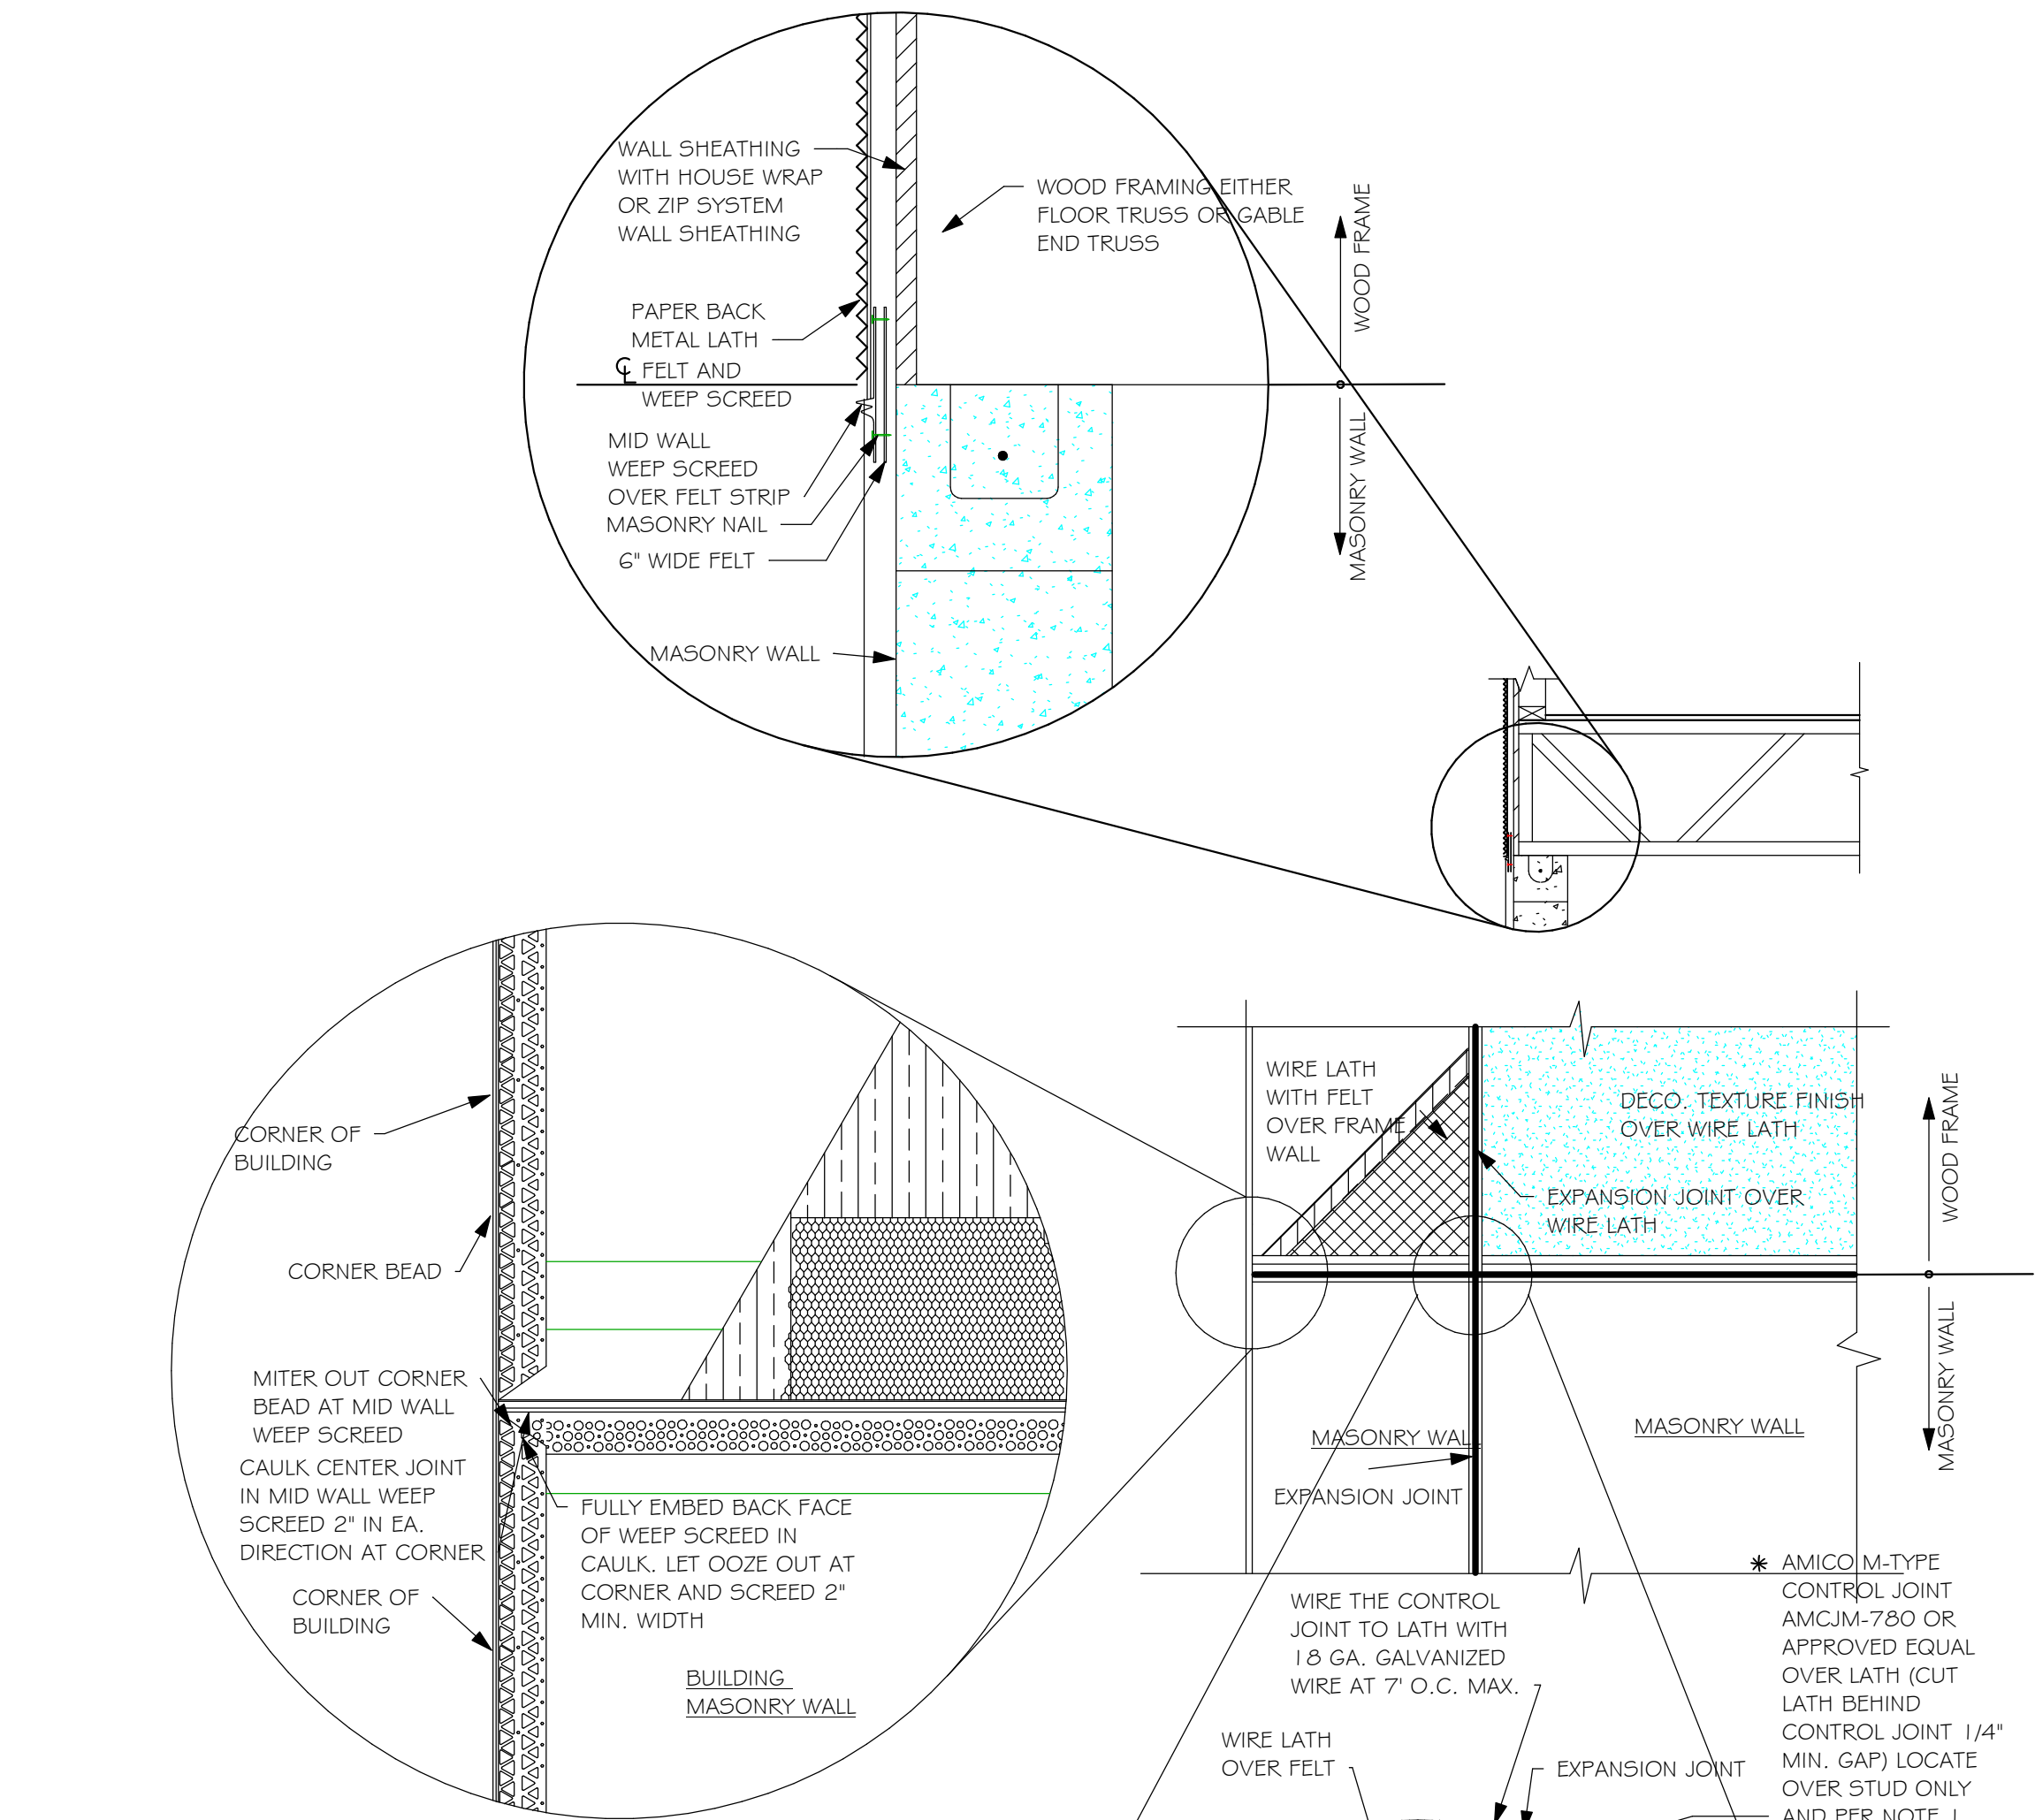 WALL SHEATHING
WITH HOUSE WRAP
OR ZIP SYSTEM
WALL SHEATHING
WOOD FRAMING EITHER
FLOOR TRUSS OR GABLE
END TRUSS
WOOD FRAME
MASONRY WALL
PAPER BACK
METAL LATH
℄ FELT AND
WEEP SCREED
MID WALL
WEEP SCREED
OVER FELT STRIP
MASONRY NAIL
6" WIDE FELT
MASONRY WALL
CORNER OF
BUILDING
CORNER BEAD
MITER OUT CORNER
BEAD AT MID WALL
WEEP SCREED
CAULK CENTER JOINT
IN MID WALL WEEP
SCREED 2" IN EA.
DIRECTION AT CORNER
CORNER OF
BUILDING
FULLY EMBED BACK FACE
OF WEEP SCREED IN
CAULK. LET OOZE OUT AT
CORNER AND SCREED 2"
MIN. WIDTH
BUILDING
MASONRY WALL
WIRE LATH
WITH FELT
OVER FRAME
WALL
DECO. TEXTURE FINISH
OVER WIRE LATH
EXPANSION JOINT OVER
WIRE LATH
WOOD FRAME
MASONRY WALL
MASONRY WALL
EXPANSION JOINT
MASONRY WALL
WIRE THE CONTROL
JOINT TO LATH WITH
18 GA. GALVANIZED
WIRE AT 7' O.C. MAX.
WIRE LATH
OVER FELT
EXPANSION JOINT
* AMICO M-TYPE
CONTROL JOINT
AMCJM-780 OR
APPROVED EQUAL
OVER LATH (CUT
LATH BEHIND
CONTROL JOINT 1/4"
MIN. GAP) LOCATE
OVER STUD ONLY
AND PER NOTE 1